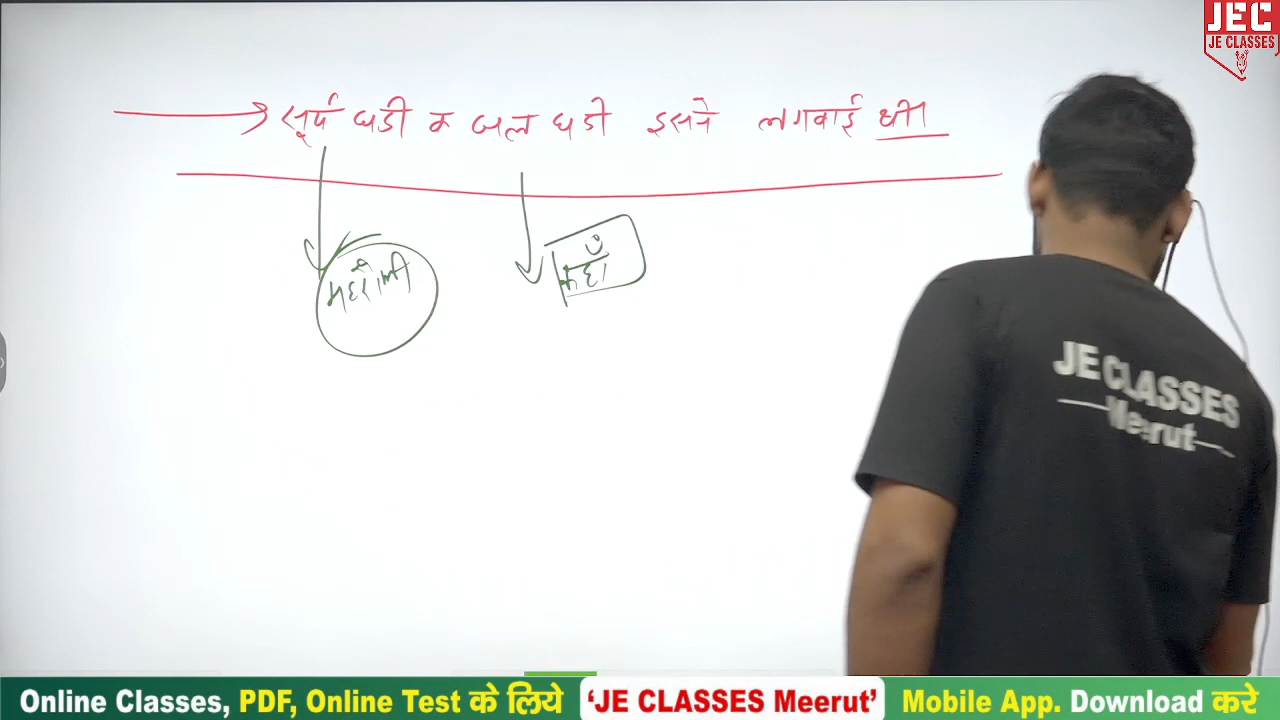 JEC
JE CLASSES
सूर्य घडी व जल घडी इसने लगवाई थी।
कहाँ
JE CLASSES
Meerut
Online Classes, PDF, Online Test के लिये 'JE CLASSES Meerut' Mobile App. Download करे